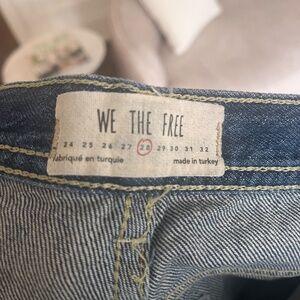 WE THE FREE
24 25 26 27 28 29 30 31 32
fabriqué en turquie made in turkey